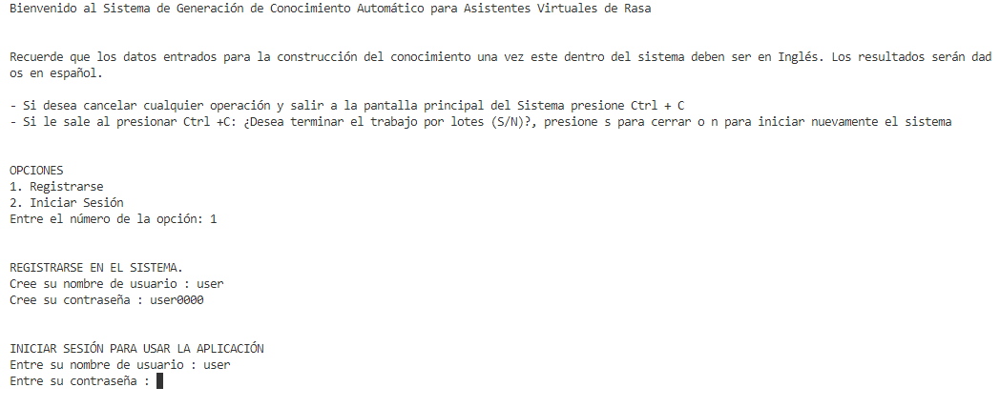 Bienvenido al Sistema de Generación de Conocimiento Automático para Asistentes Virtuales de Rasa
Recuerde que los datos entrados para la construcción del conocimiento una vez este dentro del sistema deben ser en Inglés. Los resultados serán dad
os en español.
- Si desea cancelar cualquier operación y salir a la pantalla principal del Sistema presione Ctrl + C
- Si le sale al presionar Ctrl +C: ¿Desea terminar el trabajo por lotes (S/N)?, presione s para cerrar o n para iniciar nuevamente el sistema
OPCIONES
1. Registrarse
2. Iniciar Sesión
Entre el número de la opción: 1
REGISTRARSE EN EL SISTEMA.
Cree su nombre de usuario : user
Cree su contraseña : user0000
INICIAR SESIÓN PARA USAR LA APLICACIÓN
Entre su nombre de usuario : user
Entre su contraseña :